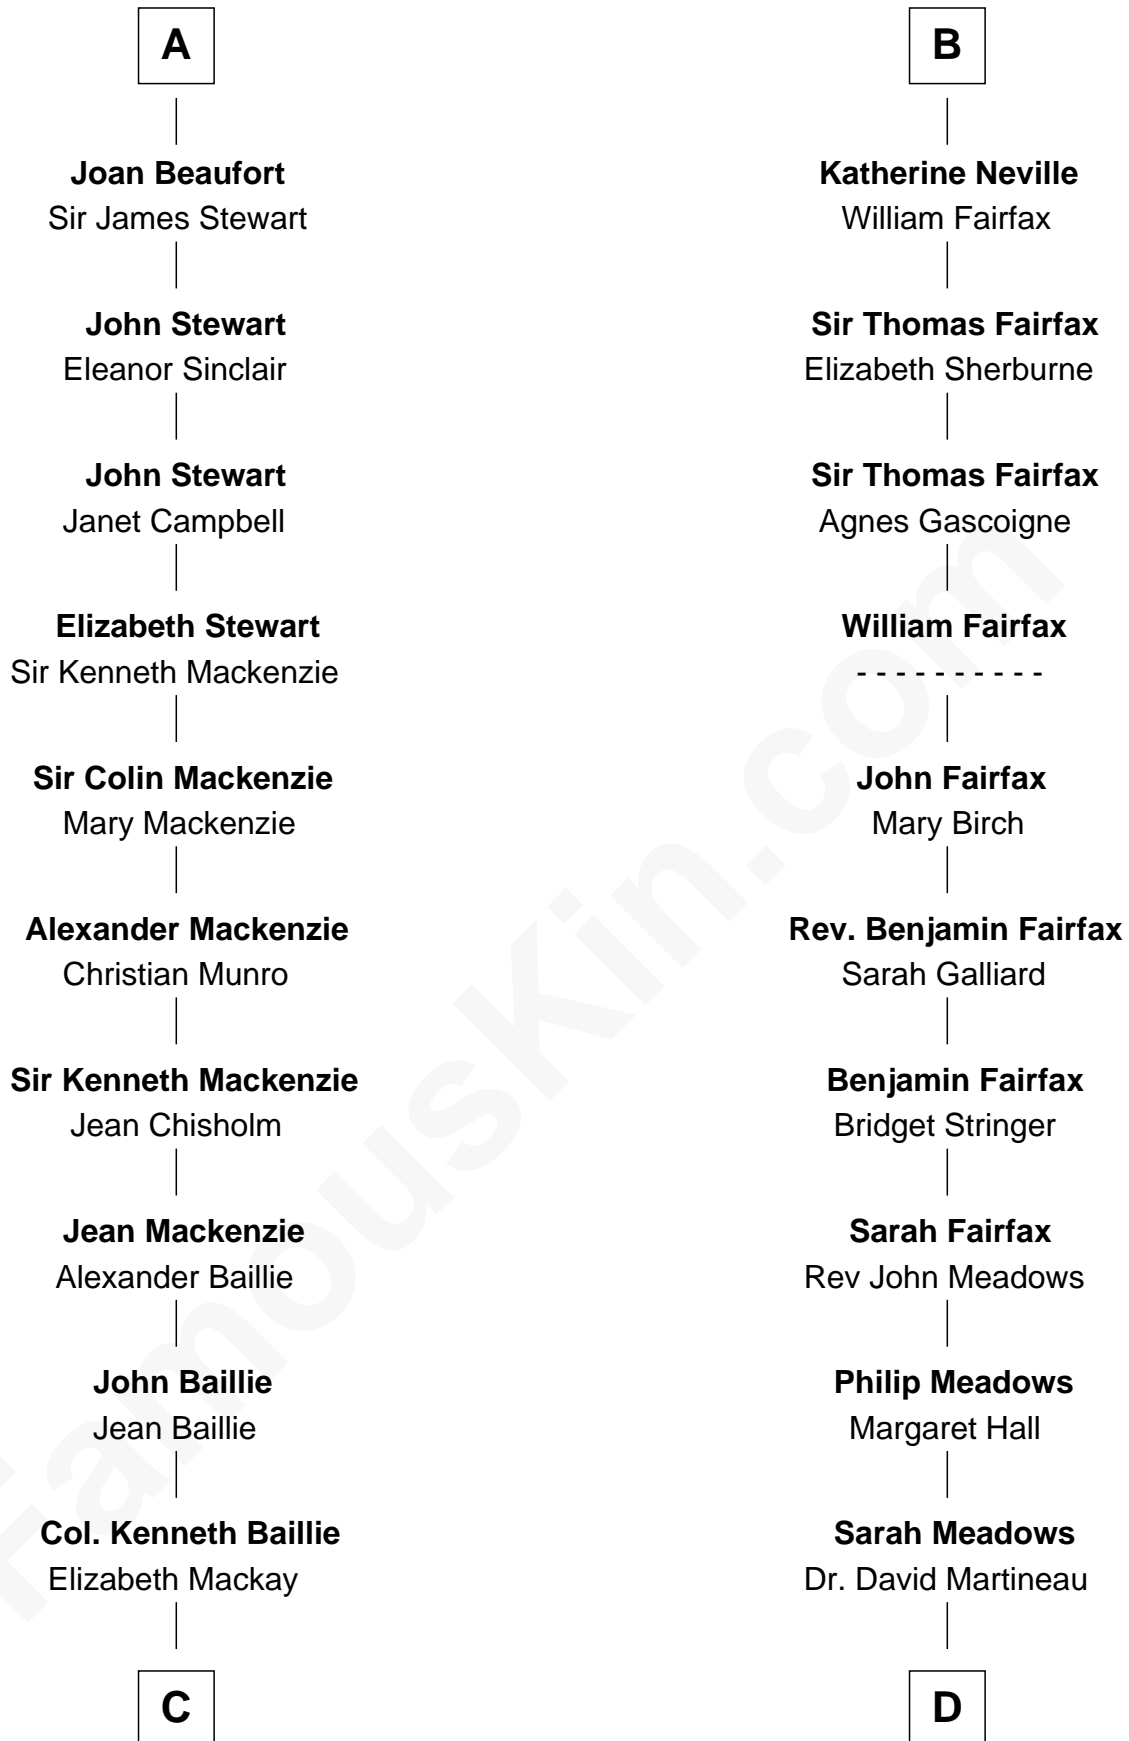 A
Joan Beaufort
Sir James Stewart
John Stewart
Eleanor Sinclair
John Stewart
Janet Campbell
Elizabeth Stewart
Sir Kenneth Mackenzie
Sir Colin Mackenzie
Mary Mackenzie
Alexander Mackenzie
Christian Munro
Sir Kenneth Mackenzie
Jean Chisholm
Jean Mackenzie
Alexander Baillie
John Baillie
Jean Baillie
Col. Kenneth Baillie
Elizabeth Mackay
C
B
Katherine Neville
William Fairfax
Sir Thomas Fairfax
Elizabeth Sherburne
Sir Thomas Fairfax
Agnes Gascoigne
William Fairfax
- - - - - - - - - -
John Fairfax
Mary Birch
Rev. Benjamin Fairfax
Sarah Galliard
Benjamin Fairfax
Bridget Stringer
Sarah Fairfax
Rev John Meadows
Philip Meadows
Margaret Hall
Sarah Meadows
Dr. David Martineau
D
FamousKin.com